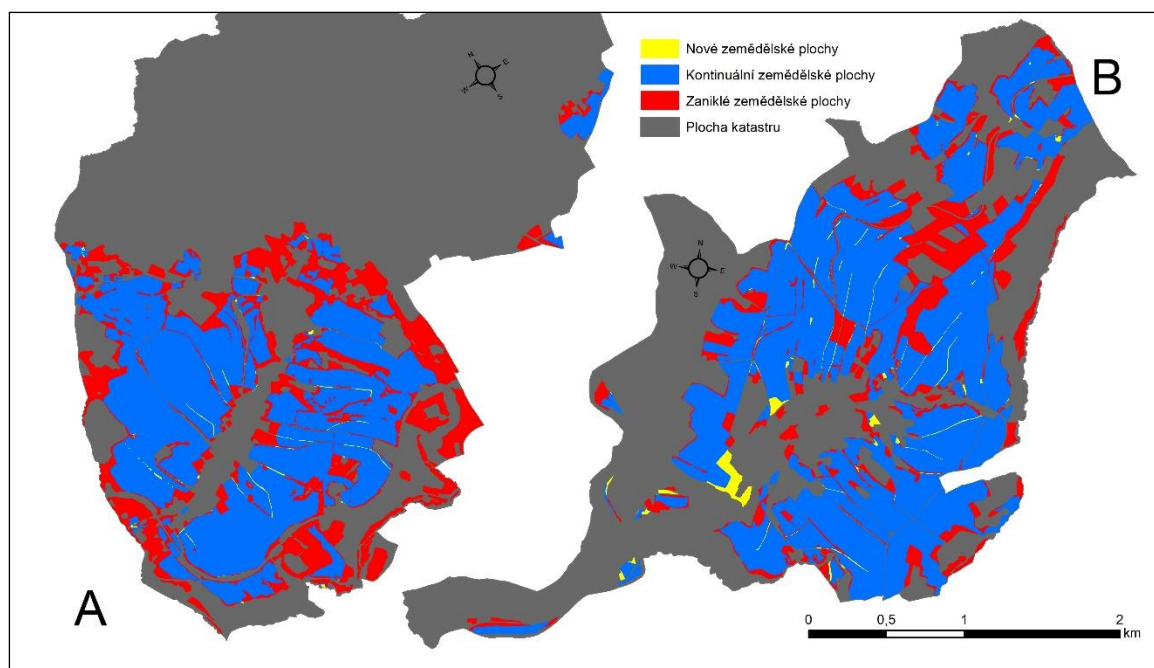 Nové zemědělské plochy
Kontinuální zemědělské plochy
Zaniklé zemědělské plochy
Plocha katastru
A
B
N
E
S
W
N
E
S
W
0 0,5 1 2
km